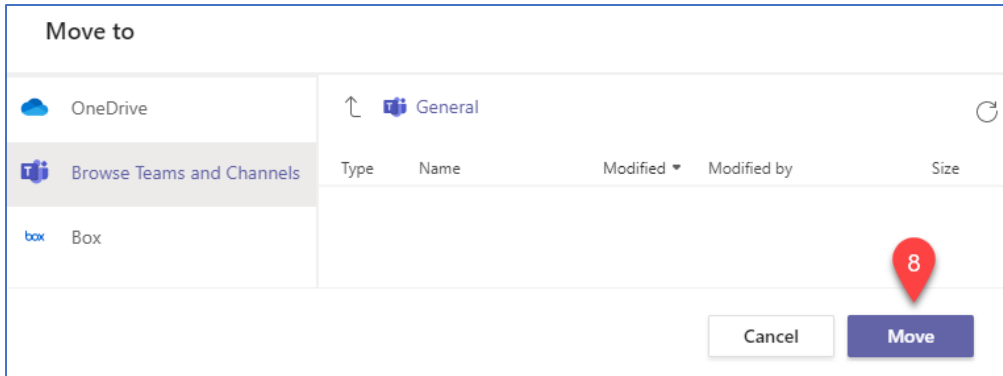 Move to
OneDrive
General
Browse Teams and Channels
Type Name Modified Modified by Size
box Box
8
Cancel Move